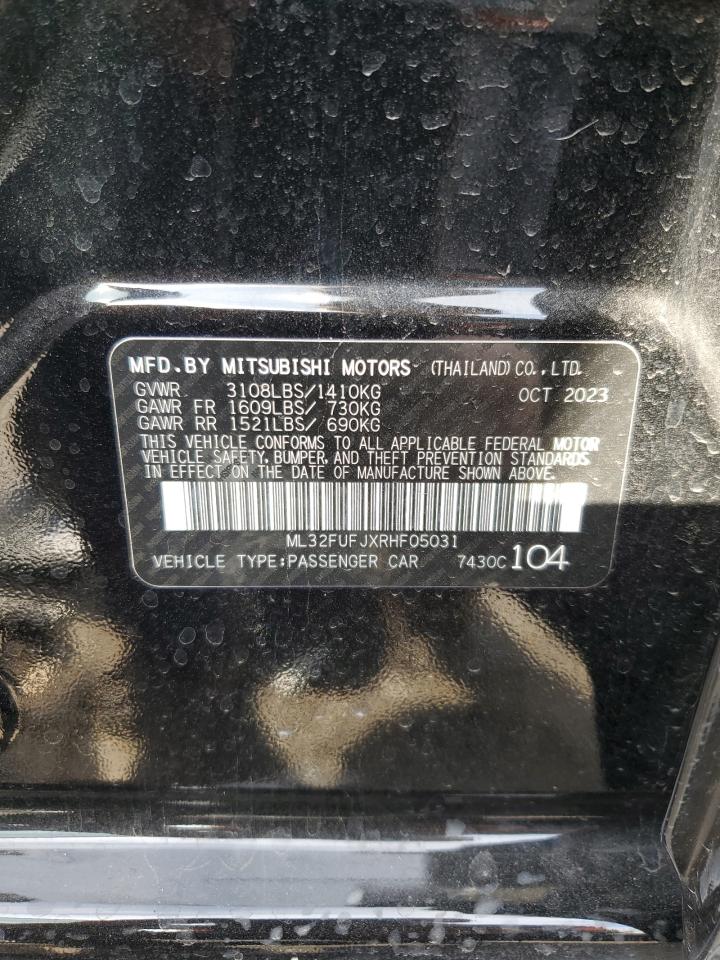 MFD.BY MITSUBISHI MOTORS (THAILAND)CO.,LTD.
GVWR 3108LBS/1410KG OCT 2023
GAWR FR 1609LBS/ 730KG
GAWR RR 1521LBS/ 690KG
THIS VEHICLE CONFORMS TO ALL APPLICABLE FEDERAL MOTOR
VEHICLE SAFETY, BUMPER, AND THEFT PREVENTION STANDARDS
IN EFFECT ON THE DATE OF MANUFACTURE SHOWN ABOVE.
ML32FUFJXRHF05031
VEHICLE TYPE:PASSENGER CAR 7430C 104